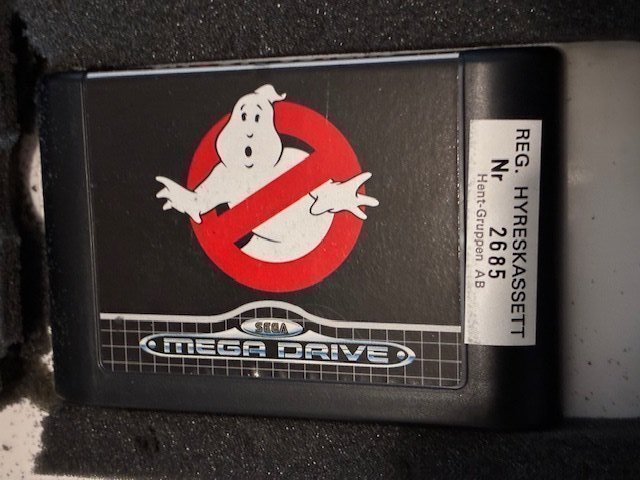 SEGA
MEGA DRIVE
REG. HYRESKASSETT
Nr 2685
Hent-Gruppen AB